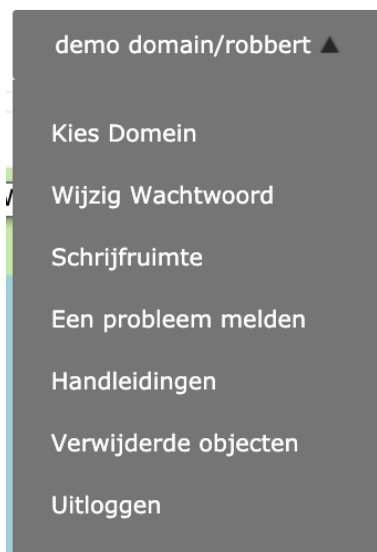 demo domain/robbert ▲
Kies Domein
Wijzig Wachtwoord
Schrijfruimte
Een probleem melden
Handleidingen
Verwijderde objecten
Uitloggen